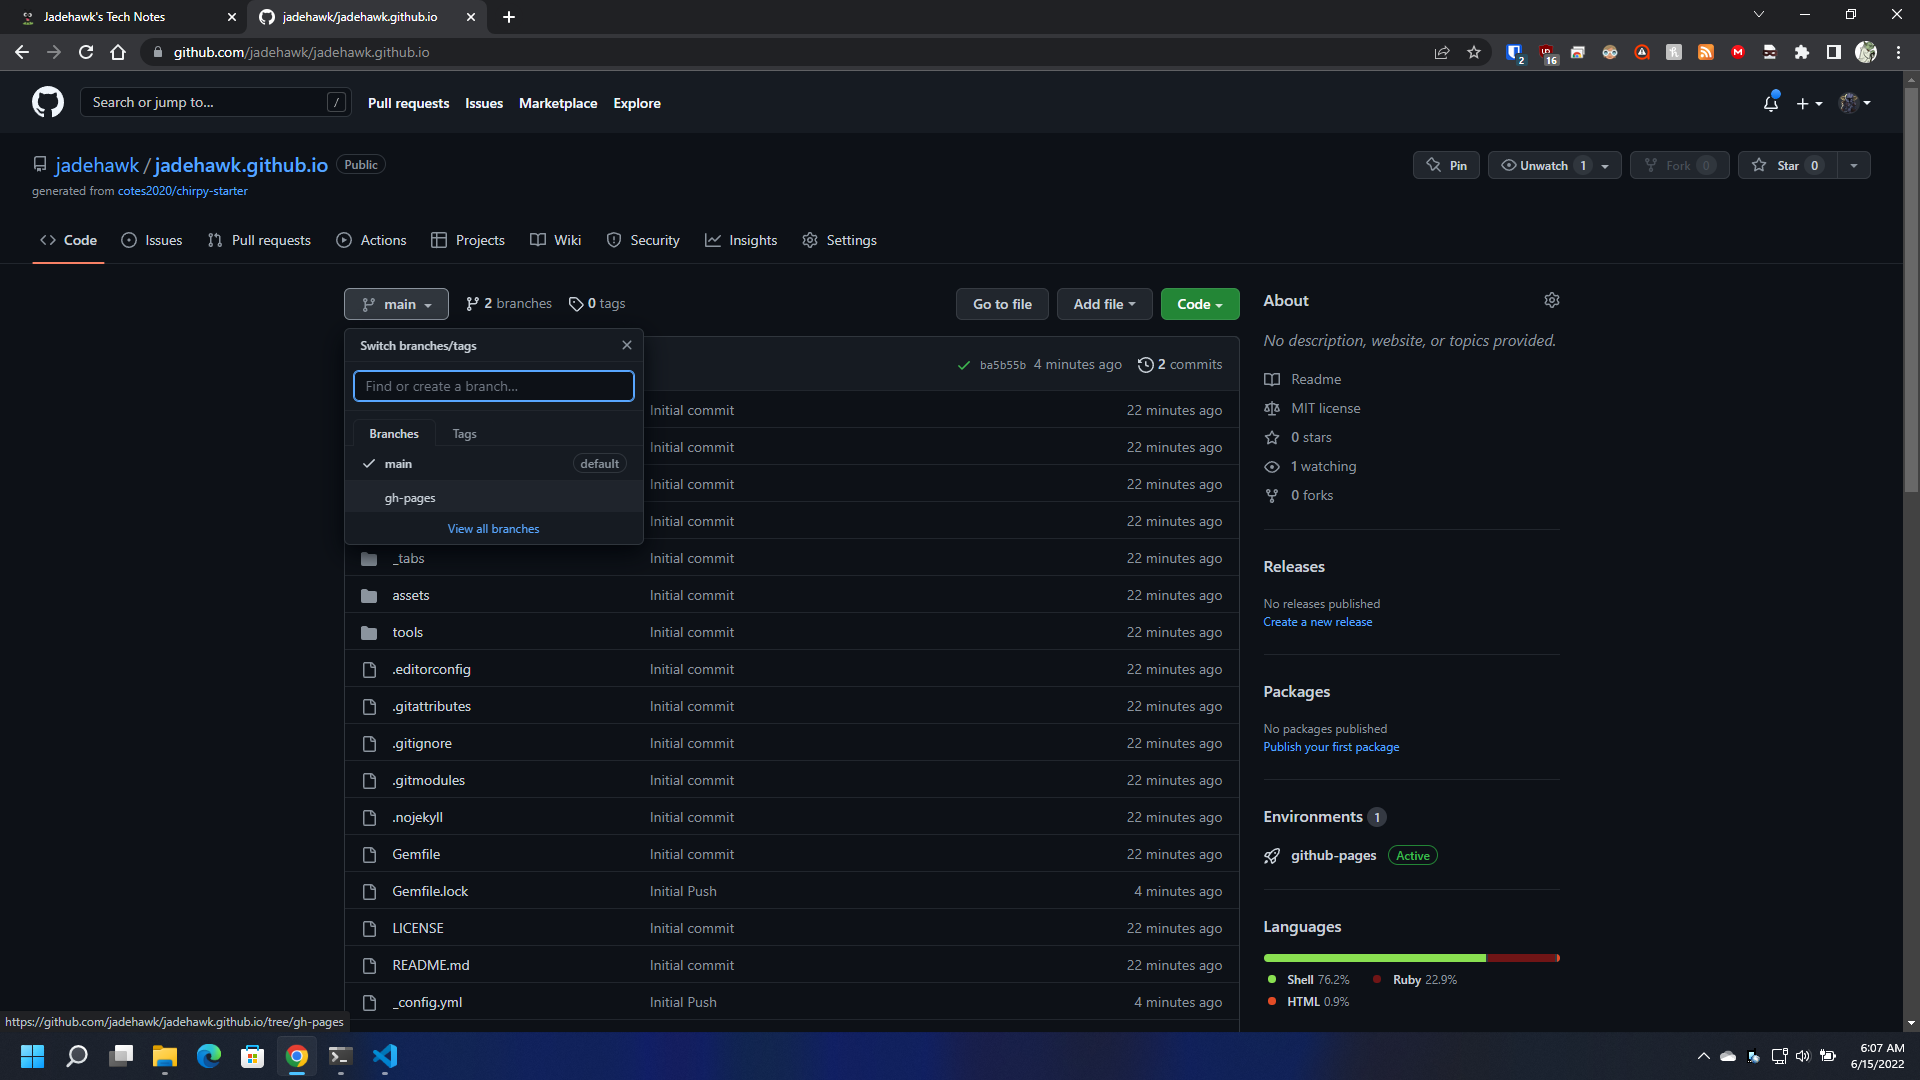 Jadehawk's Tech Notes
jadehawk/jadehawk.github.io
github.com/jadehawk/jadehawk.github.io
2
16
Search or jump to...
/
Pull requests
Issues
Marketplace
Explore
jadehawk / jadehawk.github.io
Public
generated from cotes2020/chirpy-starter
Pin
Unwatch 1
Fork 0
Star 0
Code
Issues
Pull requests
Actions
Projects
Wiki
Security
Insights
Settings
main
2 branches
0 tags
Go to file
Add file
Code
Switch branches/tags
Find or create a branch...
Branches
Tags
main
default
gh-pages
View all branches
ba5b55b 4 minutes ago
2 commits
Initial commit 22 minutes ago
Initial commit 22 minutes ago
Initial commit 22 minutes ago
Initial commit 22 minutes ago
_tabs Initial commit 22 minutes ago
assets Initial commit 22 minutes ago
tools Initial commit 22 minutes ago
.editorconfig Initial commit 22 minutes ago
.gitattributes Initial commit 22 minutes ago
.gitignore Initial commit 22 minutes ago
.gitmodules Initial commit 22 minutes ago
.nojekyll Initial commit 22 minutes ago
Gemfile Initial commit 22 minutes ago
Gemfile.lock Initial Push 4 minutes ago
LICENSE Initial commit 22 minutes ago
README.md Initial commit 22 minutes ago
_config.yml Initial Push 4 minutes ago
About
No description, website, or topics provided.
Readme
MIT license
0 stars
1 watching
0 forks
Releases
No releases published
Create a new release
Packages
No packages published
Publish your first package
Environments 1
github-pages Active
Languages
Shell 76.2%
Ruby 22.9%
HTML 0.9%
https://github.com/jadehawk/jadehawk.github.io/tree/gh-pages
6:07 AM
6/15/2022